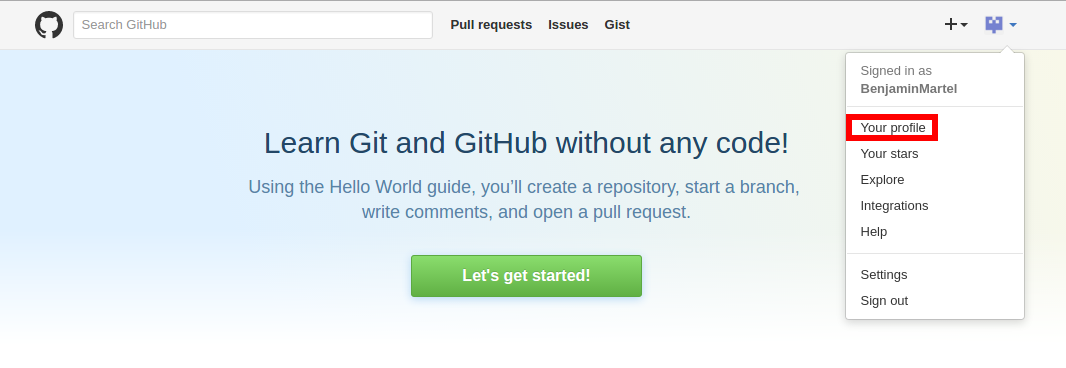 Search GitHub
Pull requests Issues Gist
Signed in as
BenjaminMartel
Your profile
Your stars
Explore
Integrations
Help
Settings
Sign out
Learn Git and GitHub without any code!
Using the Hello World guide, you’ll create a repository, start a branch,
write comments, and open a pull request.
Let's get started!